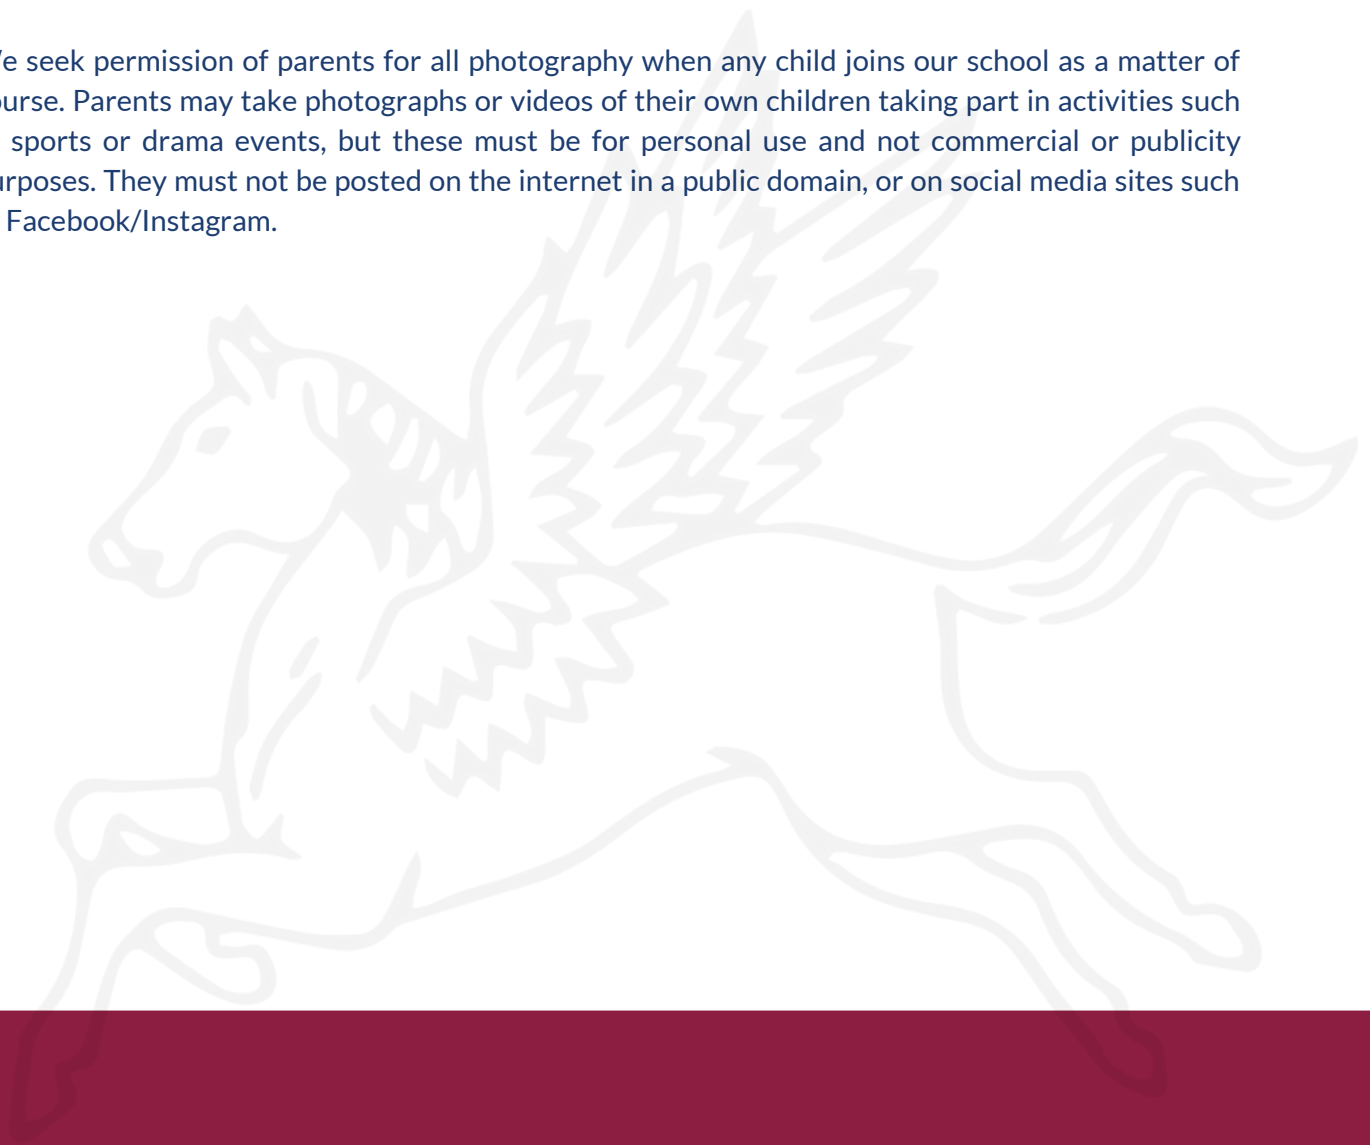 e seek permission of parents for all photography when any child joins our school as a matter of
urse. Parents may take photographs or videos of their own children taking part in activities such
sports or drama events, but these must be for personal use and not commercial or publicity
rposes. They must not be posted on the internet in a public domain, or on social media sites such
Facebook/Instagram.